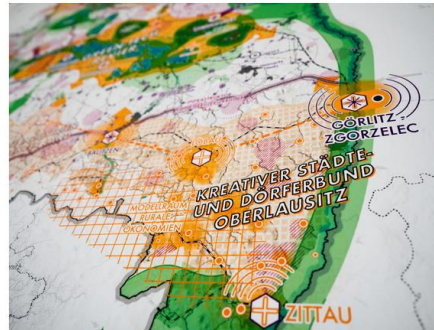 GÖRLITZ -
ZGORZELEC
KREATIVER STÄDTE-
UND DÖRFERBUND
OBERLAUSITZ
MODELLRAUM
RURALE
ÖKONOMIEN
ZITTAU